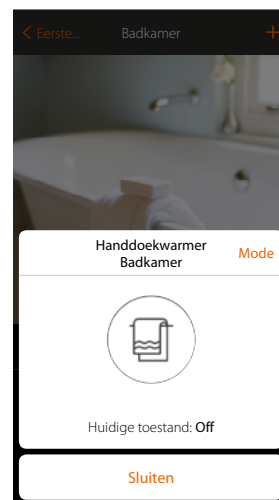 < Eerste... Badkamer +
Handdoekwarmer
Badkamer
Mode
Huidige toestand: Off
Sluiten